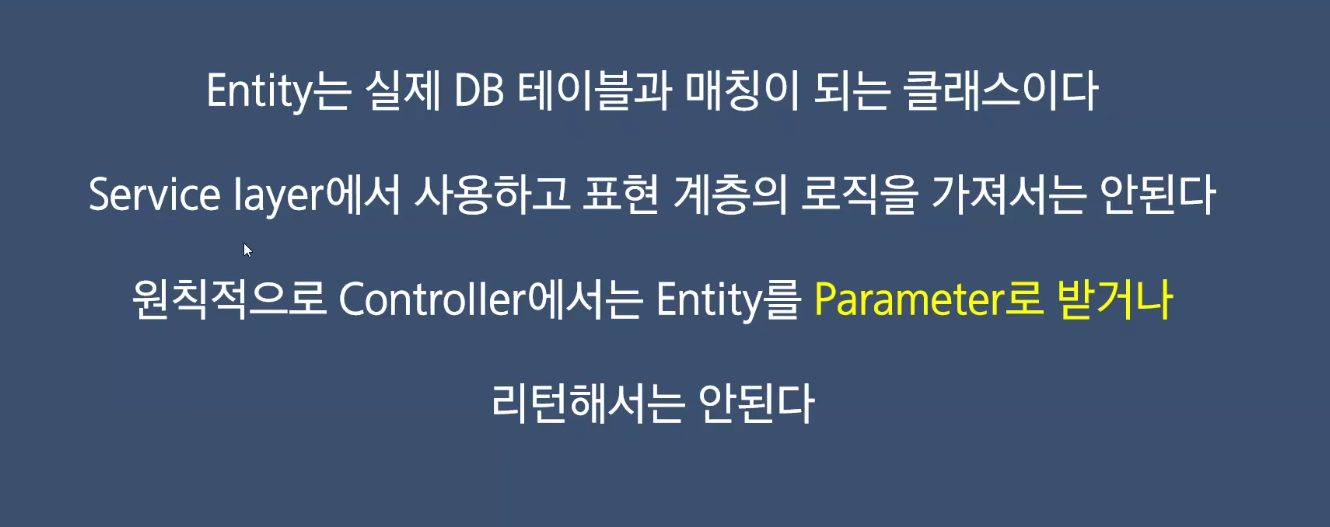 Entity는 실제 DB 테이블과 매칭이 되는 클래스이다
Service layer에서 사용하고 표현 계층의 로직을 가져서는 안된다
원칙적으로 Controller에서는 Entity를 Parameter로 받거나
리턴해서는 안된다